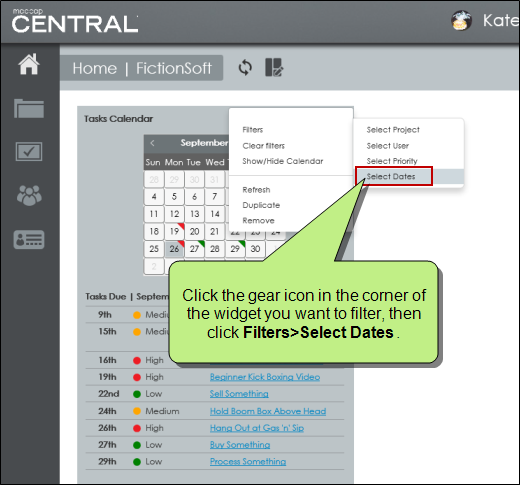 moccap
CENTRAL
Kate
Home | FictionSoft
Tasks Calendar
September
Sun Mon Tue Wed
28 29 30 31
4 5 6 7
11 12 13 14
18 19 20 21 22 23 24
25 26 27 28 29 30
2
Filters
Clear filters
Show/Hide Calendar
Refresh
Duplicate
Remove
Select Project
Select User
Select Priority
Select Dates
Click the gear icon in the corner of
the widget you want to filter, then
click Filters>Select Dates .
Tasks Due | Septem
9th Mediu
15th Mediu
16th High
19th High Beginner Kick Boxing Video
22nd Low Sell Something
24th Medium Hold Boom Box Above Head
26th High Hang Out at Gas 'n' Sip
27th Low Buy Something
29th Low Process Something